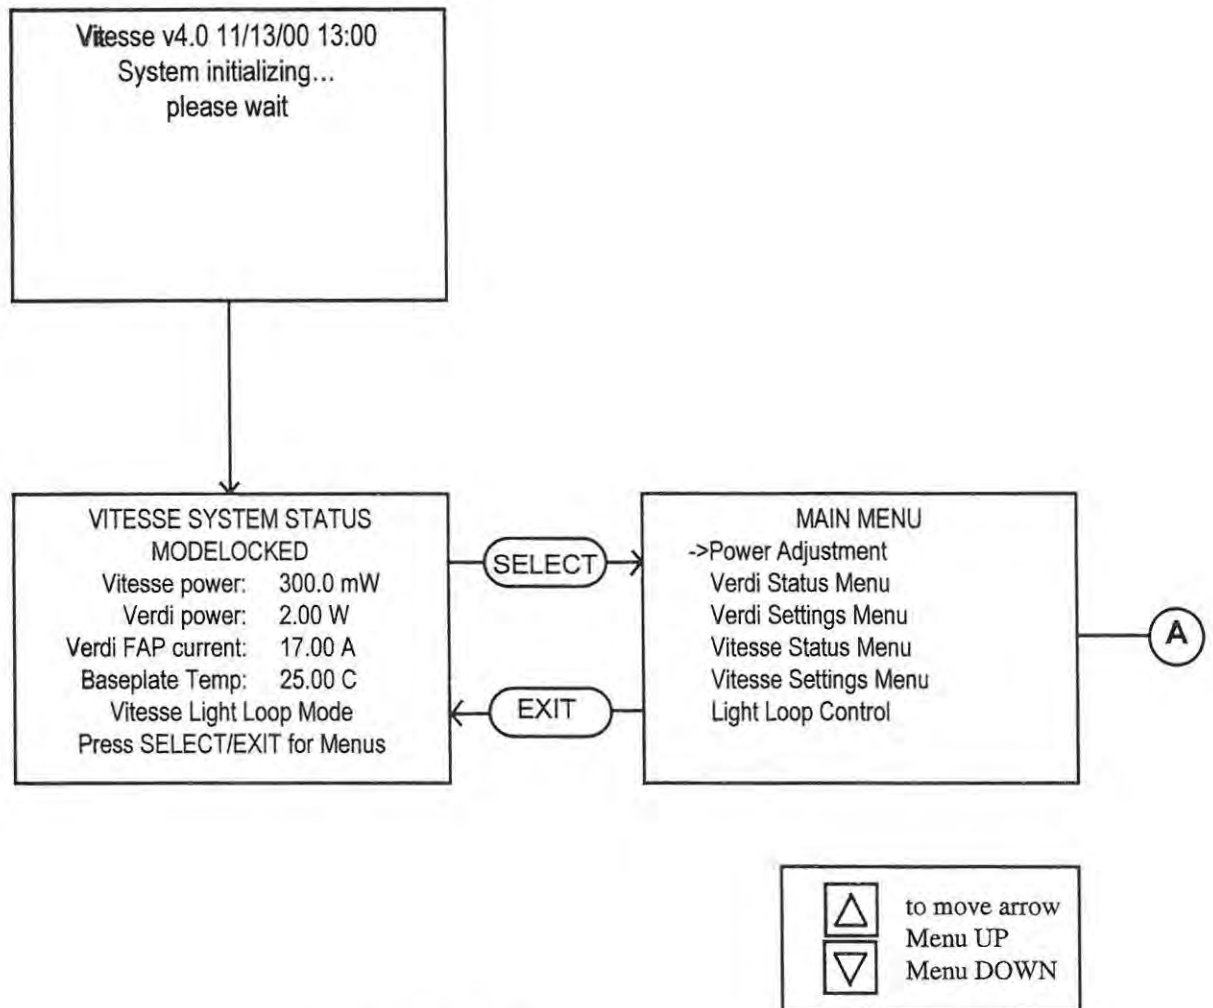 Vitesse v4.0 11/13/00 13:00
System initializing...
please wait
VITESSE SYSTEM STATUS
MODELOCKED
Vitesse power: 300.0 mW
Verdi power: 2.00 W
Verdi FAP current: 17.00 A
Baseplate Temp: 25.00 C
Vitesse Light Loop Mode
Press SELECT/EXIT for Menus
SELECT
EXIT
MAIN MENU
->Power Adjustment
Verdi Status Menu
Verdi Settings Menu
Vitesse Status Menu
Vitesse Settings Menu
Light Loop Control
A
to move arrow
Menu UP
Menu DOWN